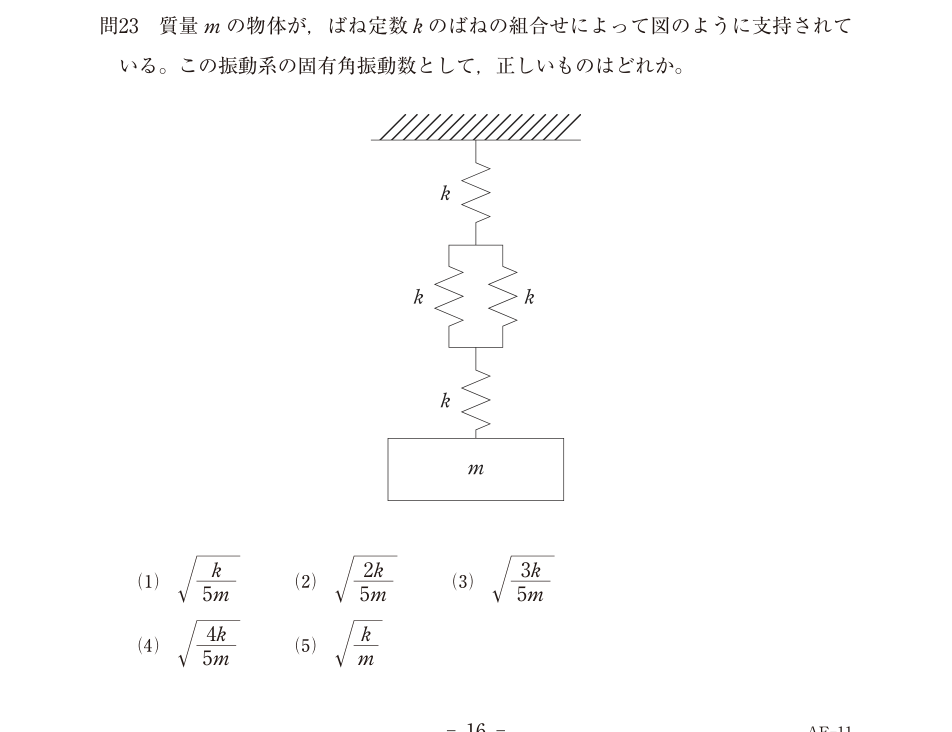 問23　質量 m の物体が，ばね定数 k のばねの組合せによって図のように支持されて
いる。この振動系の固有角振動数として，正しいものはどれか。
k
k k
k
m
(1) √(k/5m) (2) √(2k/5m) (3) √(3k/5m)
(4) √(4k/5m) (5) √(k/m)
− 16 −